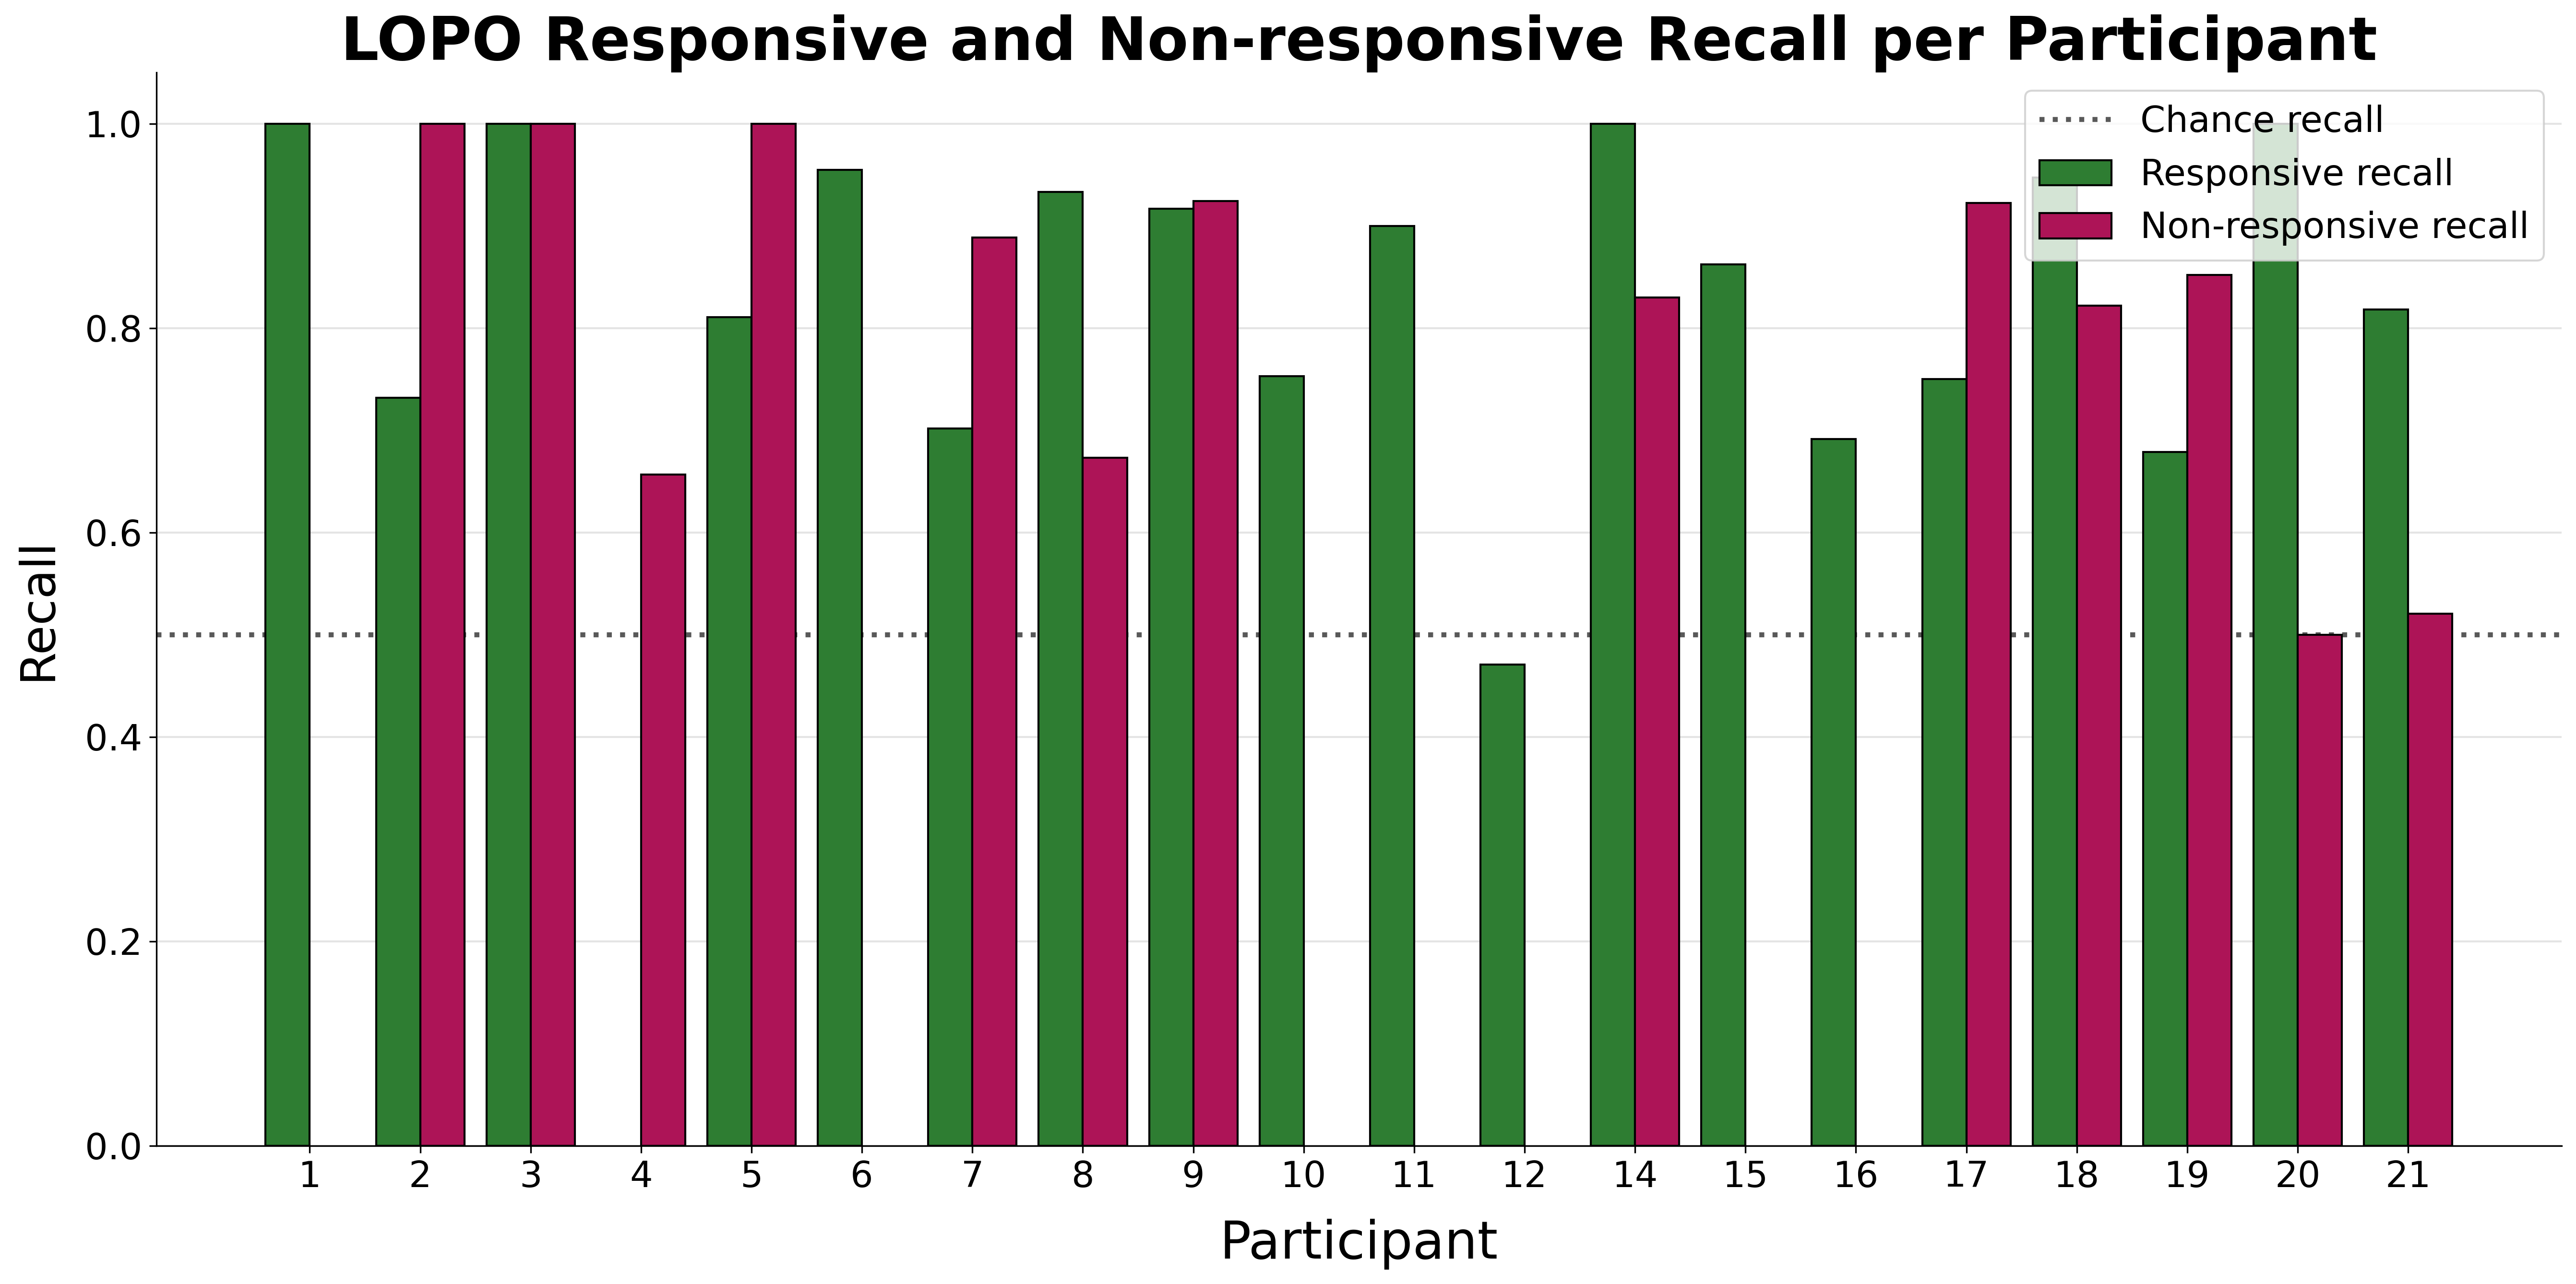 LOPO Responsive and Non-responsive Recall per Participant
Chance recall
Responsive recall
Non-responsive recall
Recall
1.0
0.8
0.6
0.4
0.2
0.0
1 2 3 4 5 6 7 8 9 10 11 12 14 15 16 17 18 19 20 21
Participant